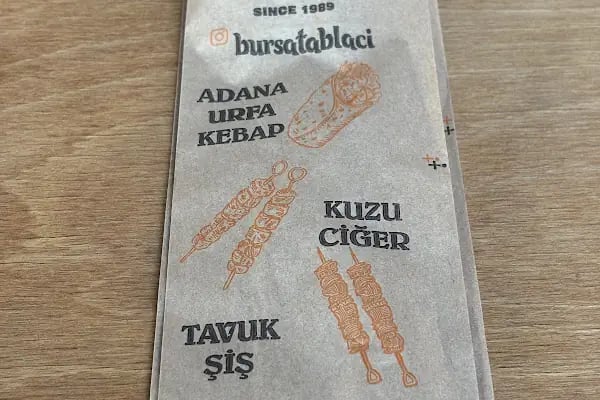 SINCE 1989
bursatablaci
ADANA
URFA
KEBAP
KUZU
CİĞER
TAVUK
ŞİŞ